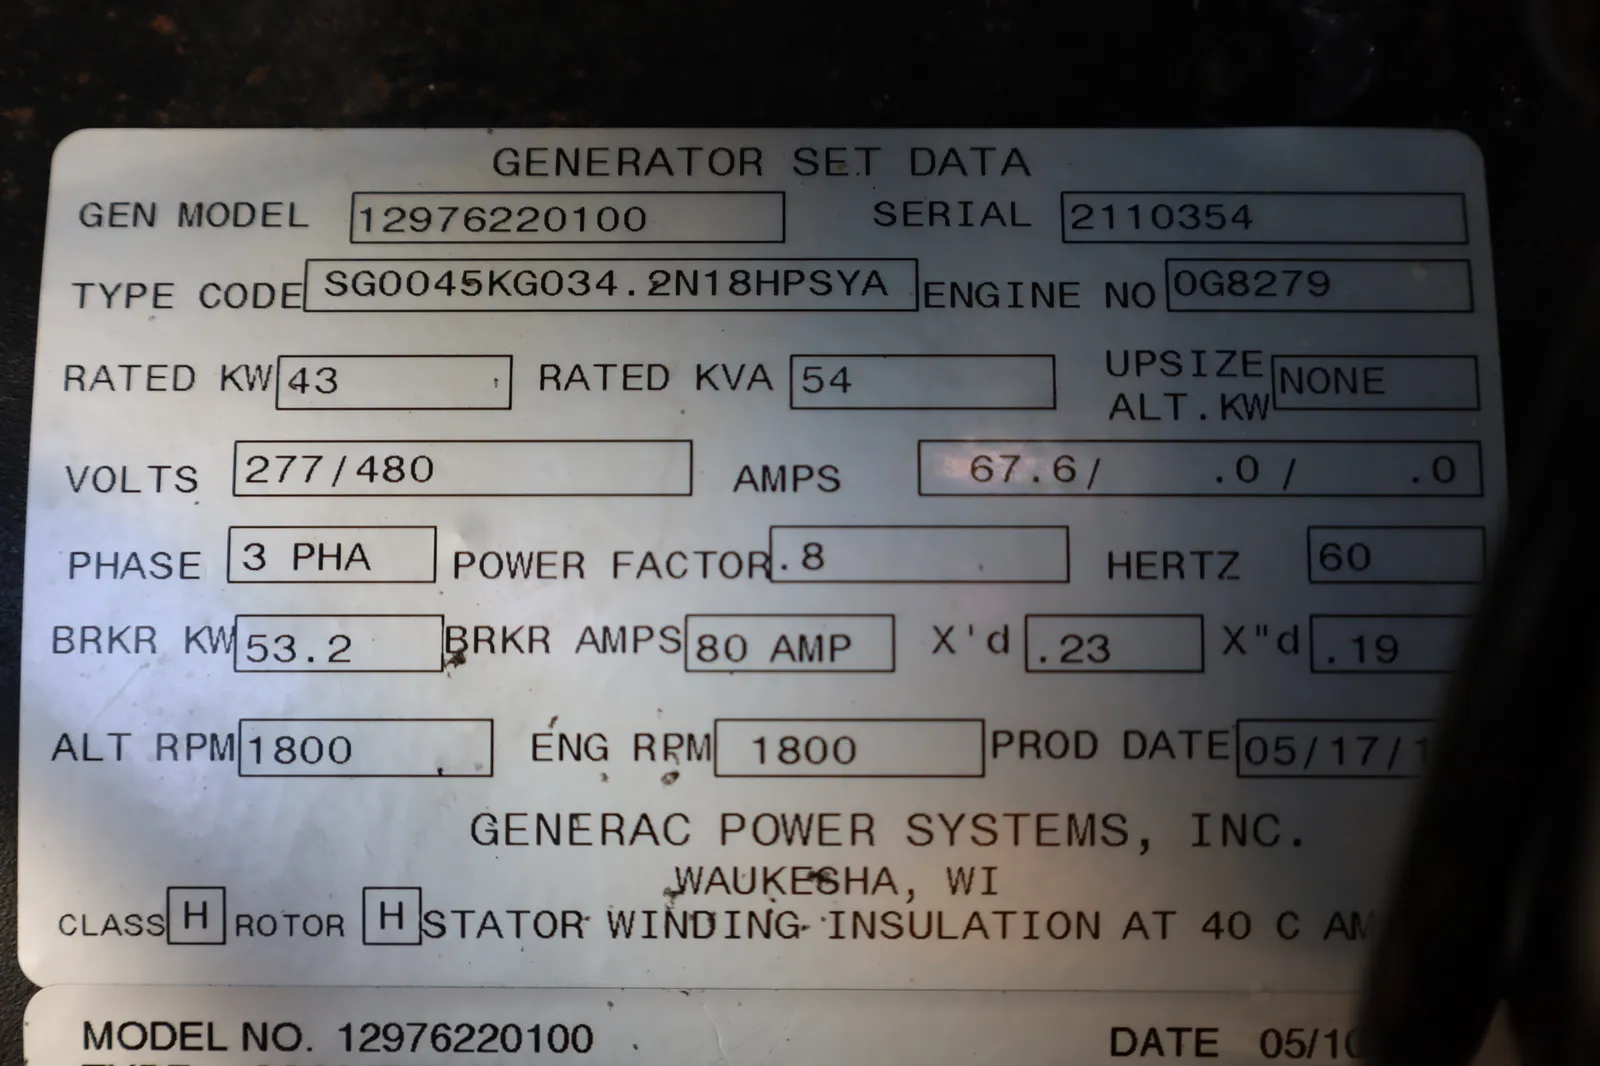 GENERATOR SET DATA
GEN MODEL 12976220100 SERIAL 2110354
TYPE CODE SG0045KG034.2N18HPSYA ENGINE NO 0G8279
RATED KW 43 RATED KVA 54 UPSIZE ALT.KW NONE
VOLTS 277/480 AMPS 67.6/ .0 / .0
PHASE 3 PHA POWER FACTOR .8 HERTZ 60
BRKR KW 53.2 BRKR AMPS 80 AMP X'd .23 X"d .19
ALT RPM 1800 ENG RPM 1800 PROD DATE 05/17/1
GENERAC POWER SYSTEMS, INC.
WAUKESHA, WI
CLASS H ROTOR H STATOR WINDING INSULATION AT 40 C AM
MODEL NO. 12976220100 DATE 05/10